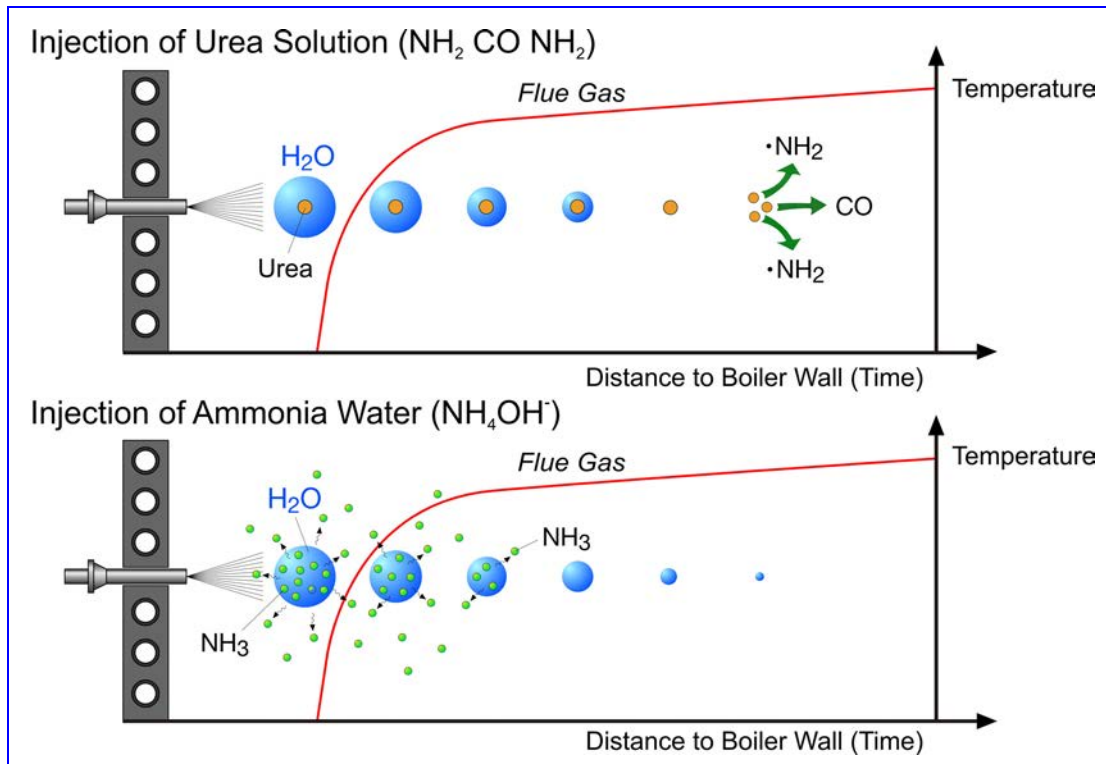 Injection of Urea Solution (NH₂ CO NH₂)
Flue Gas
Temperature
H₂O
·NH₂
CO
Urea
·NH₂
Distance to Boiler Wall (Time)
Injection of Ammonia Water (NH₄OH⁻)
Flue Gas
Temperature
H₂O
NH₃
NH₃
Distance to Boiler Wall (Time)